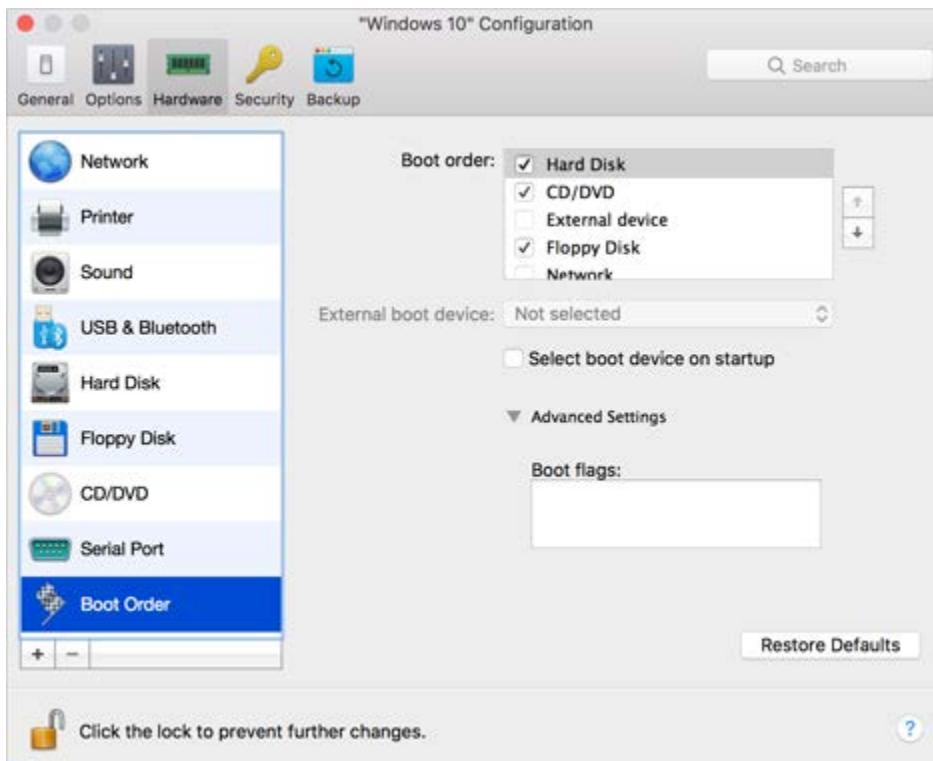 "Windows 10" Configuration
General Options Hardware Security Backup
Search
Network
Printer
Sound
USB & Bluetooth
Hard Disk
Floppy Disk
CD/DVD
Serial Port
Boot Order
+ −
Boot order:
Hard Disk
CD/DVD
External device
Floppy Disk
Network
External boot device: Not selected
Select boot device on startup
Advanced Settings
Boot flags:
Restore Defaults
Click the lock to prevent further changes.
?